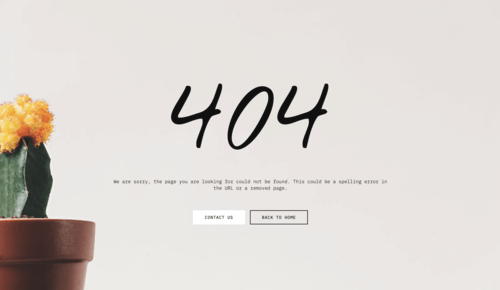 404
We are sorry, the page you are looking for could not be found. This could be a spelling error in
the URL or a removed page.
CONTACT US
BACK TO HOME